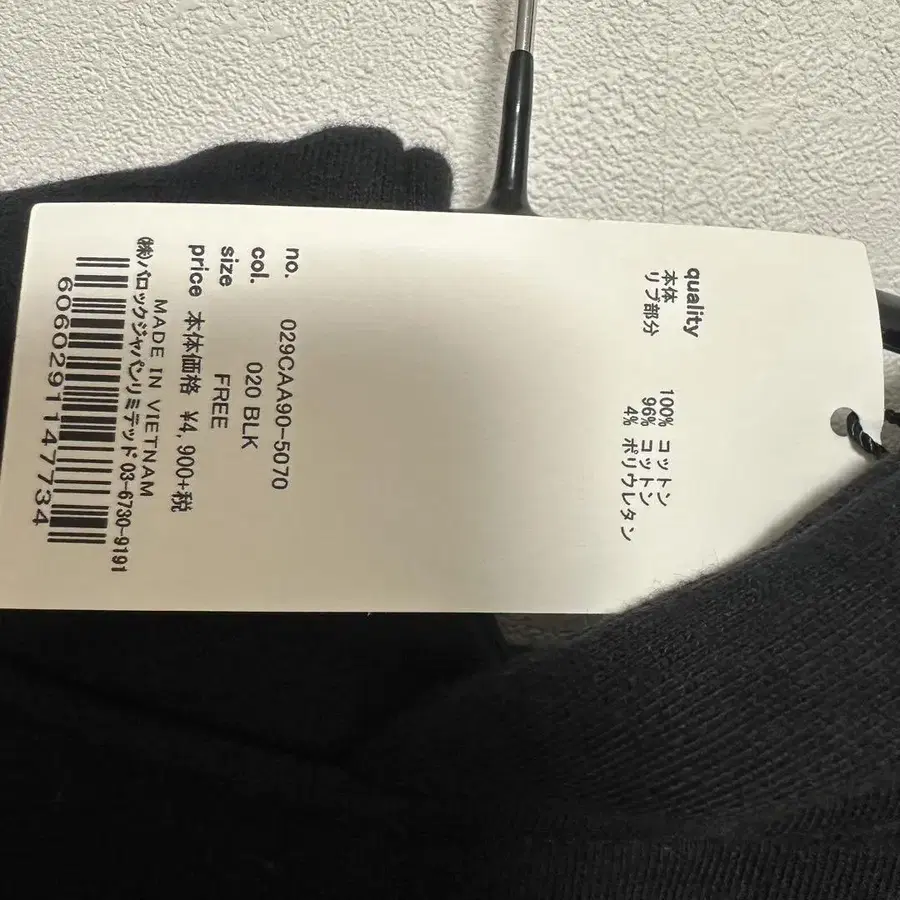 quality
本体 100% コットン
リブ部分 96% コットン
4% ポリウレタン
no. 029CAA90-5070
col. 020 BLK
size FREE
price 本体価格 ¥4,900+税
MADE IN VIETNAM
(株)バロックジャパンリミテッド 03-6730-9191
6060291147734